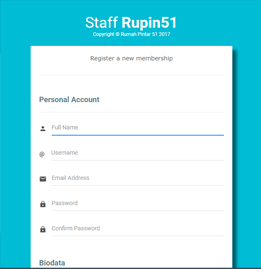 Staff Rupin51
Copyright © Rumah Pintar 51 2017
Register a new membership
Personal Account
Full Name
@ Username
Email Address
Password
Confirm Password
Biodata